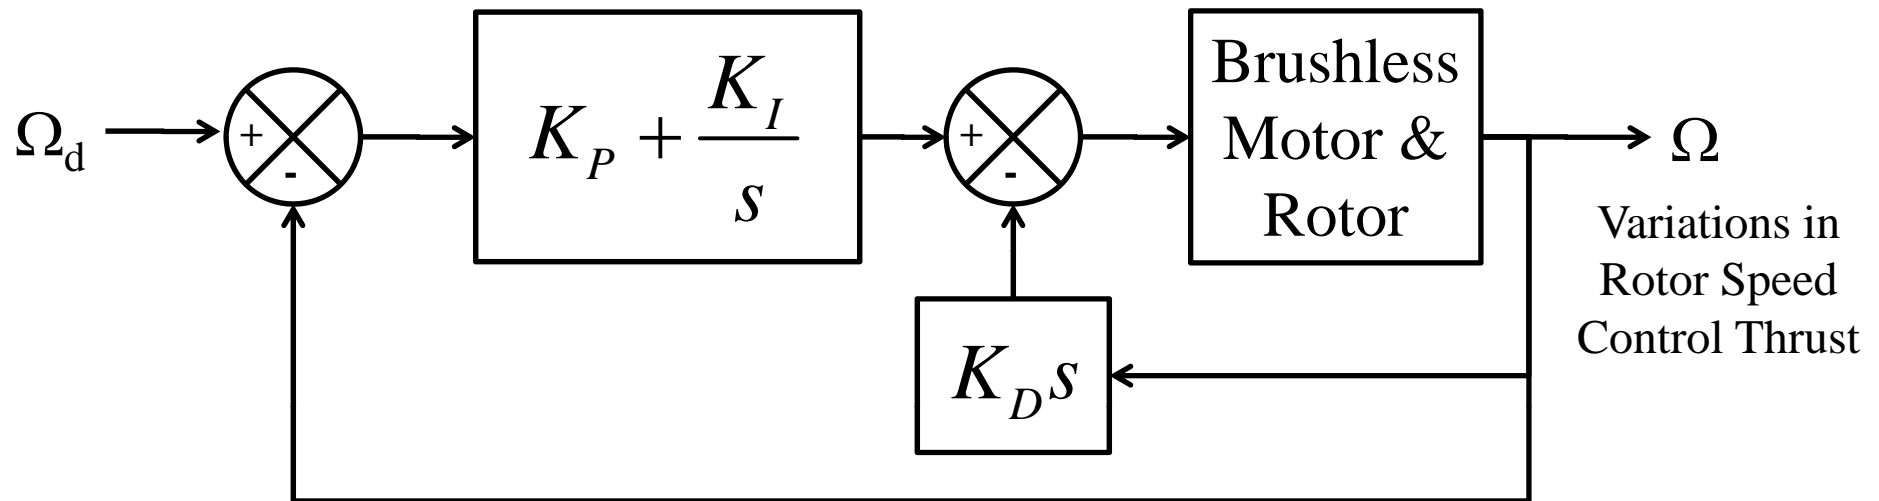 Ω_d
+
-
K_P + K_I/s
+
-
Brushless
Motor &
Rotor
Ω
Variations in
Rotor Speed
Control Thrust
K_D s